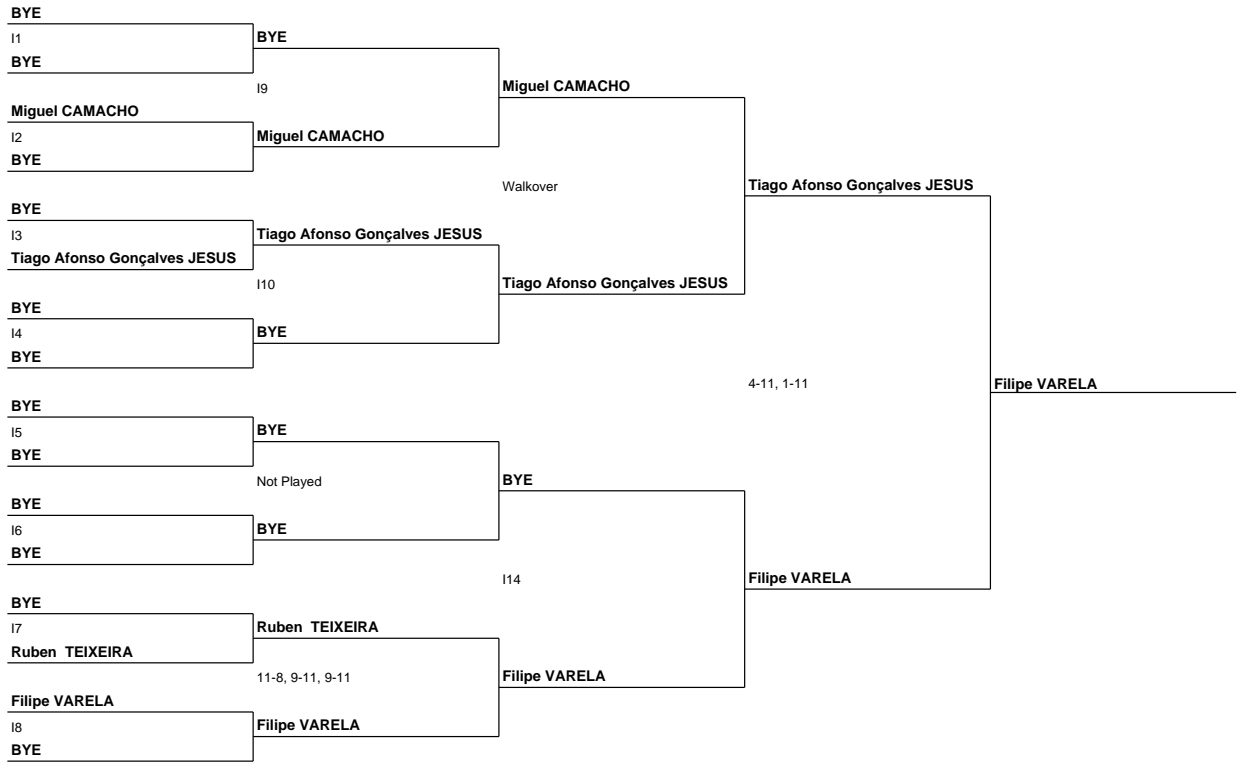 BYE
I1
BYE
BYE
I9
Miguel CAMACHO
Miguel CAMACHO
I2
Miguel CAMACHO
BYE
Walkover
Tiago Afonso Gonçalves JESUS
BYE
I3
Tiago Afonso Gonçalves JESUS
Tiago Afonso Gonçalves JESUS
I10
Tiago Afonso Gonçalves JESUS
BYE
I4
BYE
BYE
4-11, 1-11
Filipe VARELA
BYE
I5
BYE
BYE
Not Played
BYE
BYE
I6
BYE
BYE
I14
Filipe VARELA
BYE
I7
Ruben TEIXEIRA
Ruben TEIXEIRA
11-8, 9-11, 9-11
Filipe VARELA
Filipe VARELA
I8
Filipe VARELA
BYE